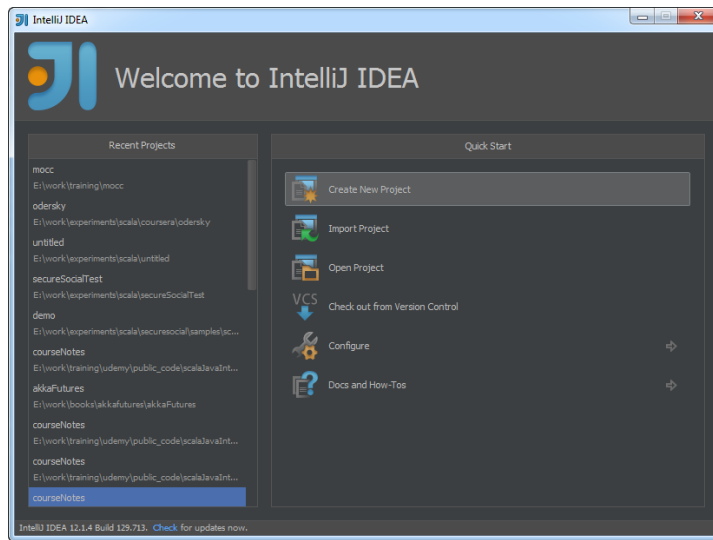 IntelliJ IDEA
Welcome to IntelliJ IDEA
Recent Projects
mocc
E:\work\training\mocc
odersky
E:\work\experiments\scala\coursera\odersky
untitled
E:\work\experiments\scala\untitled
secureSocialTest
E:\work\experiments\scala\secureSocialTest
demo
E:\work\experiments\scala\securesocial\samples\sc...
courseNotes
E:\work\training\udemy\public_code\scalaJavaInt...
akkaFutures
E:\work\books\akkafutures\akkaFutures
courseNotes
E:\work\training\udemy\public_code\scalaJavaInt...
courseNotes
E:\work\training\udemy\public_code\scalaJavaInt...
courseNotes
Quick Start
Create New Project
Import Project
Open Project
VCS
Check out from Version Control
Configure
Docs and How-Tos
IntelliJ IDEA 12.1.4 Build 129.713. Check for updates now.